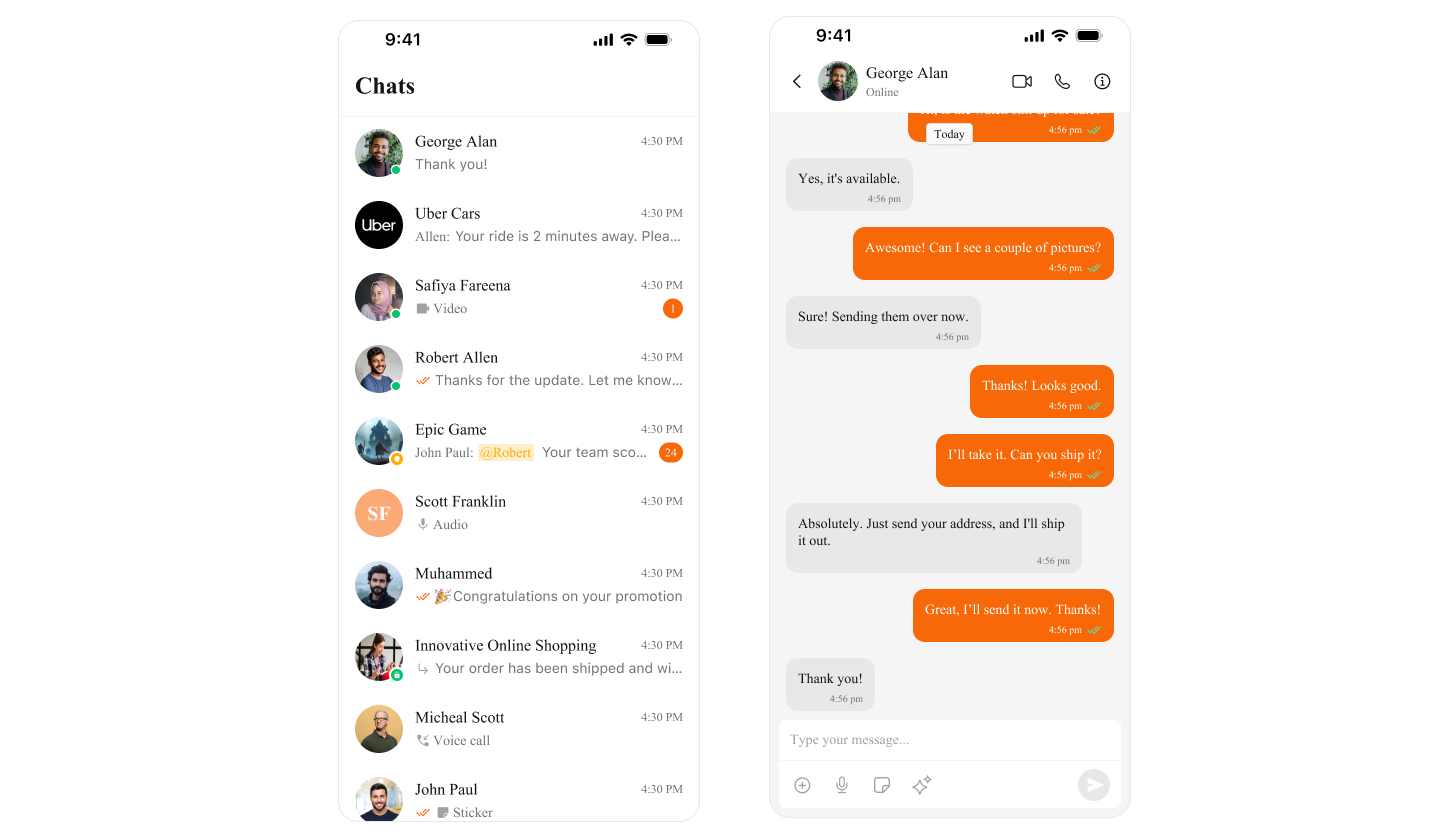 9:41
Chats
George Alan
4:30 PM
Thank you!
Uber
Uber Cars
4:30 PM
Allen: Your ride is 2 minutes away. Plea...
Safiya Fareena
4:30 PM
Video
1
Robert Allen
4:30 PM
Thanks for the update. Let me know...
Epic Game
4:30 PM
John Paul: @Robert Your team sco...
24
SF
Scott Franklin
4:30 PM
Audio
Muhammed
4:30 PM
🎉Congratulations on your promotion
Innovative Online Shopping
4:30 PM
Your order has been shipped and wi...
Micheal Scott
4:30 PM
Voice call
John Paul
4:30 PM
Sticker
9:41
George Alan
Online
4:56 pm
Today
Yes, it's available.
4:56 pm
Awesome! Can I see a couple of pictures?
4:56 pm
Sure! Sending them over now.
4:56 pm
Thanks! Looks good.
4:56 pm
I’ll take it. Can you ship it?
4:56 pm
Absolutely. Just send your address, and I'll ship
it out.
4:56 pm
Great, I’ll send it now. Thanks!
4:56 pm
Thank you!
4:56 pm
Type your message...